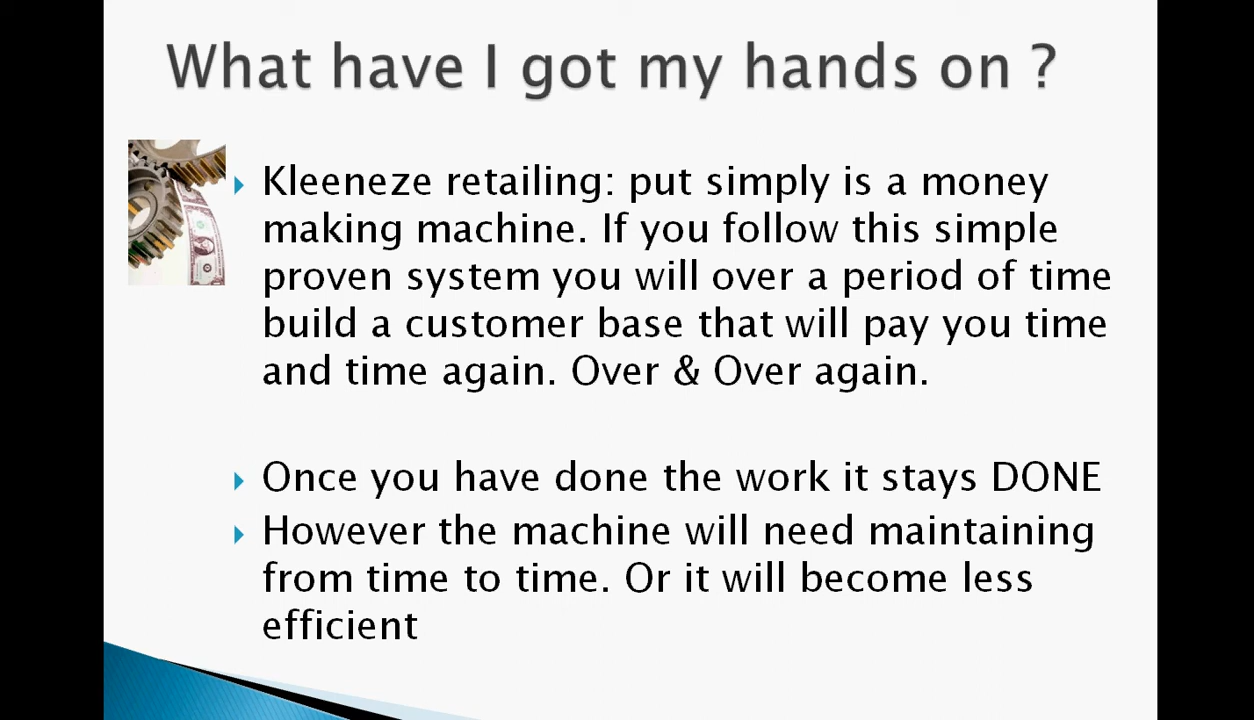 What have I got my hands on ?
Kleeneze retailing: put simply is a money
making machine. If you follow this simple
proven system you will over a period of time
build a customer base that will pay you time
and time again. Over & Over again.
Once you have done the work it stays DONE
However the machine will need maintaining
from time to time. Or it will become less
efficient